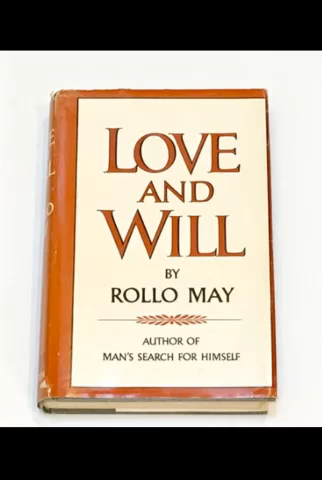 LOVE
AND
WILL
BY
ROLLO MAY
AUTHOR OF
MAN'S SEARCH FOR HIMSELF